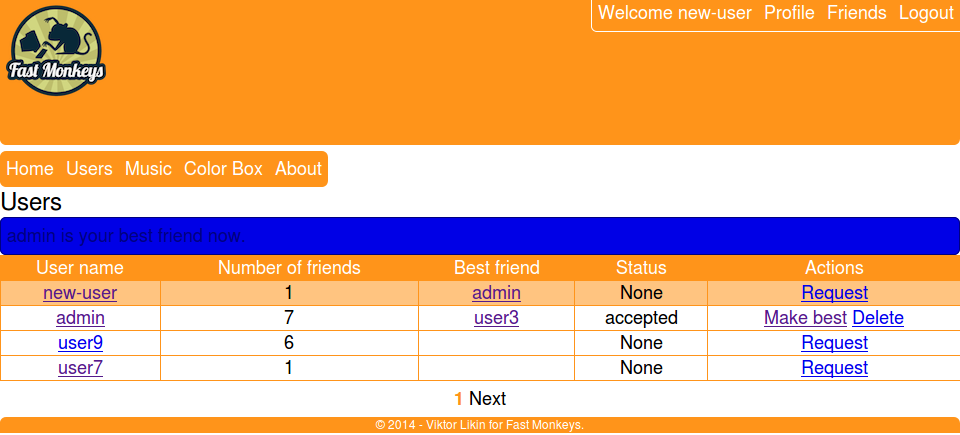 Fast Monkeys
Welcome new-user Profile Friends Logout
Home Users Music Color Box About
Users
admin is your best friend now.
User name Number of friends Best friend Status Actions
new-user 1 admin None Request
admin 7 user3 accepted Make best Delete
user9 6 None Request
user7 1 None Request
1 Next
© 2014 - Viktor Likin for Fast Monkeys.